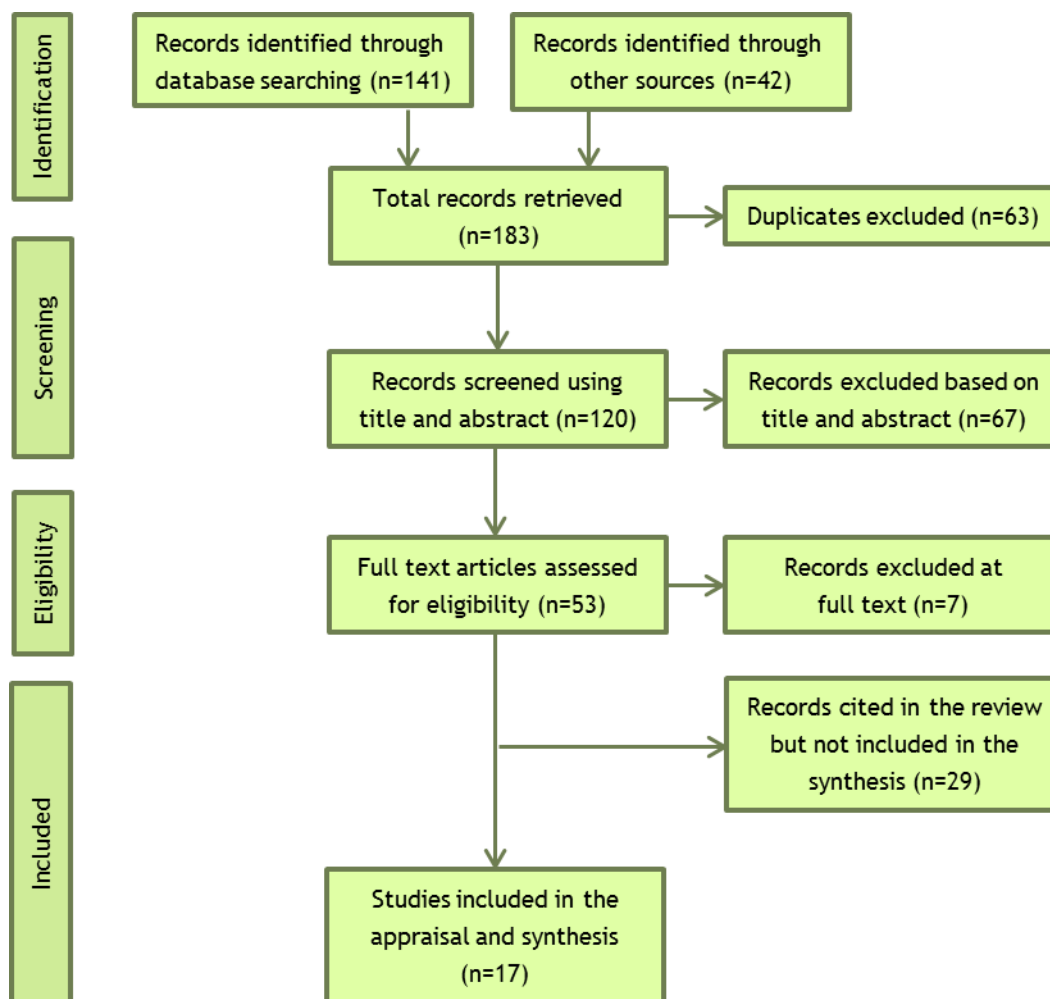 Identification
Records identified through
database searching (n=141)
Records identified through
other sources (n=42)
Total records retrieved
(n=183)
Duplicates excluded (n=63)
Screening
Records screened using
title and abstract (n=120)
Records excluded based on
title and abstract (n=67)
Eligibility
Full text articles assessed
for eligibility (n=53)
Records excluded at
full text (n=7)
Included
Records cited in the review
but not included in the
synthesis (n=29)
Studies included in the
appraisal and synthesis
(n=17)